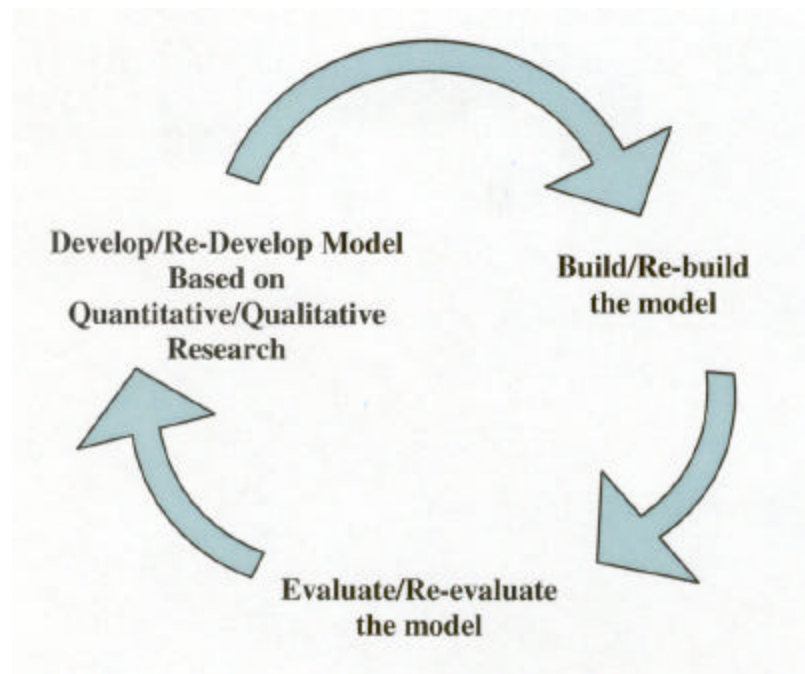 Develop/Re-Develop Model
Based on
Quantitative/Qualitative
Research
Build/Re-build
the model
Evaluate/Re-evaluate
the model